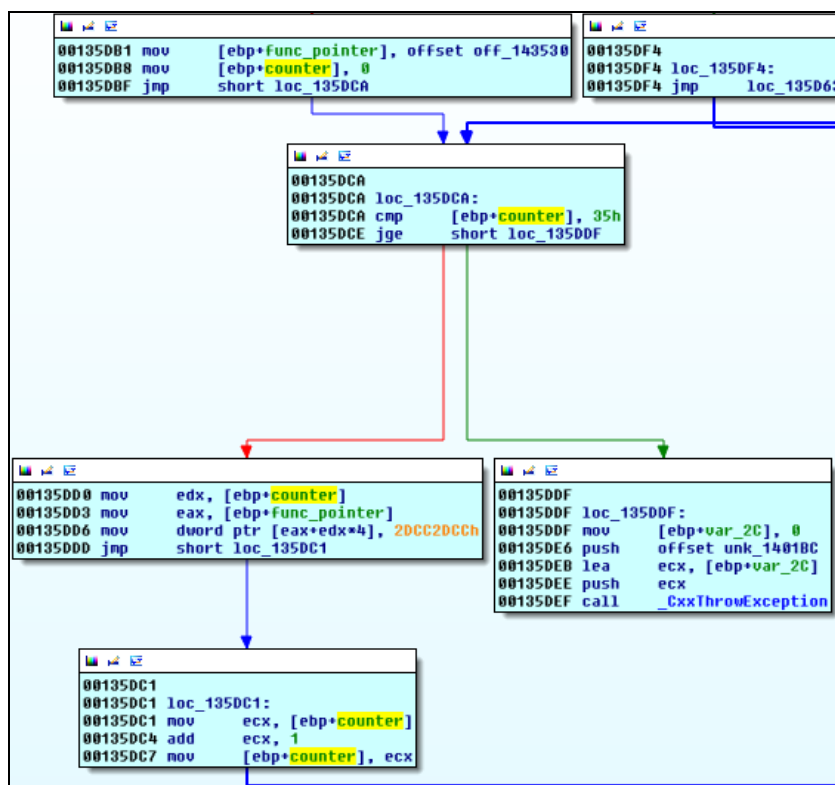 00135DB1 mov [ebp+func_pointer], offset off_143530
00135DB8 mov [ebp+counter], 0
00135DBF jmp short loc_135DCA
00135DF4
00135DF4 loc_135DF4:
00135DF4 jmp loc_135D63
00135DCA
00135DCA loc_135DCA:
00135DCA cmp [ebp+counter], 35h
00135DCE jge short loc_135DDF
00135DD0 mov edx, [ebp+counter]
00135DD3 mov eax, [ebp+func_pointer]
00135DD6 mov dword ptr [eax+edx*4], 2DCC2DCCh
00135DDD jmp short loc_135DC1
00135DDF
00135DDF loc_135DDF:
00135DDF mov [ebp+var_2C], 0
00135DE6 push offset unk_1401BC
00135DEB lea ecx, [ebp+var_2C]
00135DEE push ecx
00135DEF call _CxxThrowException
00135DC1
00135DC1 loc_135DC1:
00135DC1 mov ecx, [ebp+counter]
00135DC4 add ecx, 1
00135DC7 mov [ebp+counter], ecx